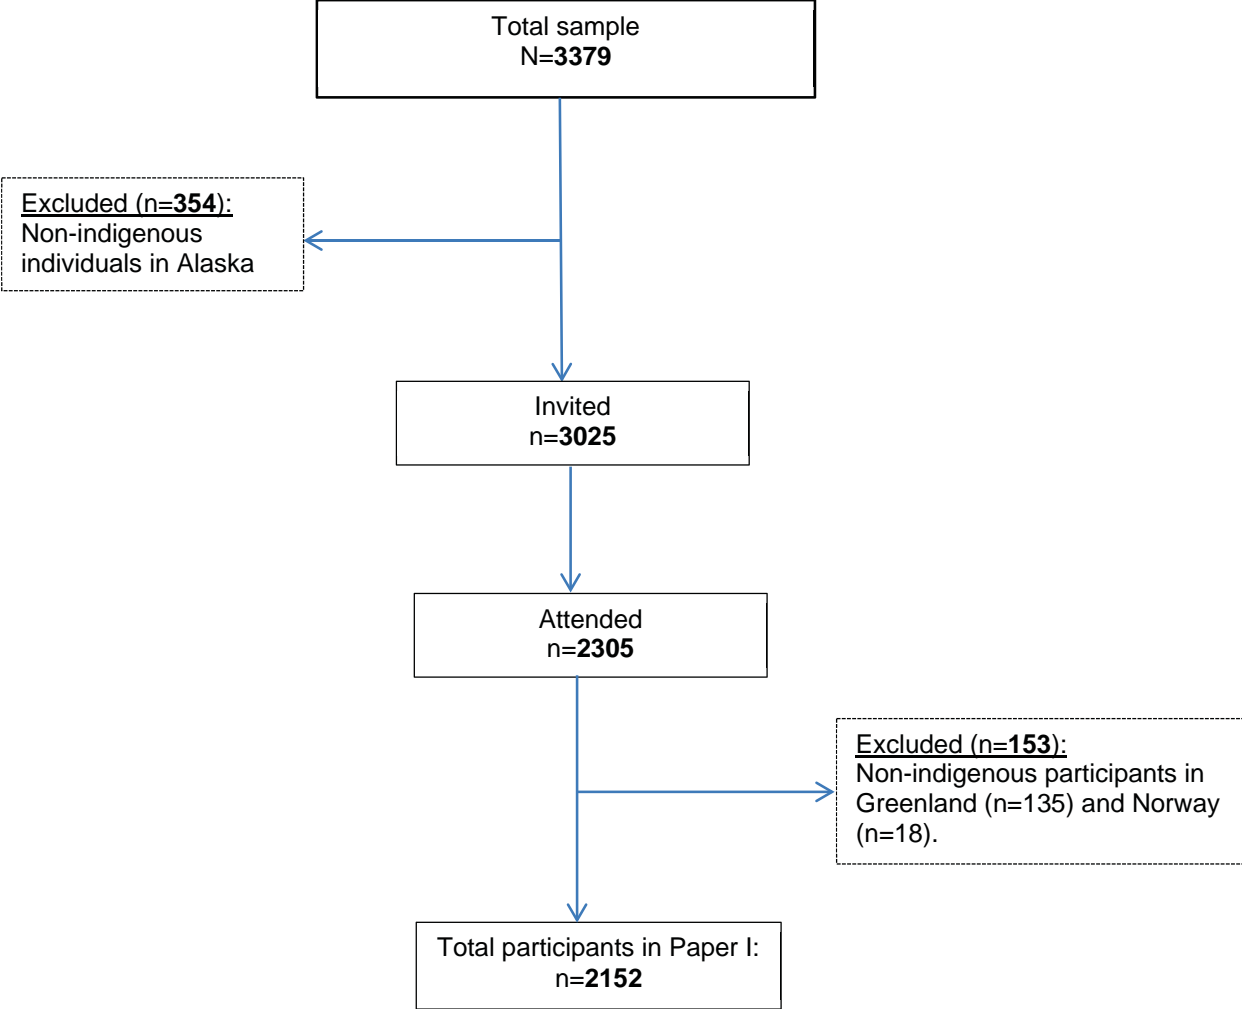 Total sample
N=3379
Excluded (n=354):
Non-indigenous
individuals in Alaska
Invited
n=3025
Attended
n=2305
Excluded (n=153):
Non-indigenous participants in
Greenland (n=135) and Norway
(n=18).
Total participants in Paper I:
n=2152